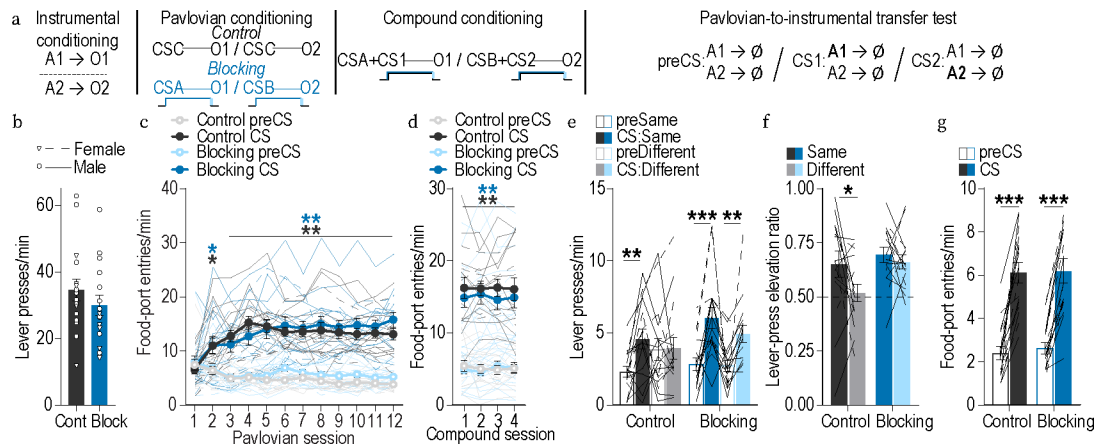 a
Instrumental
conditioning
A1 → O1
A2 → O2
Pavlovian conditioning
Control
CSC O1 / CSC O2
Blocking
CSA O1 / CSB O2
Compound conditioning
CSA+CS1 O1 / CSB+CS2 O2
Pavlovian-to-instrumental transfer test
preCS: A1 → Ø
A2 → Ø
/
CS1: A1 → Ø
A2 → Ø
/
CS2: A1 → Ø
A2 → Ø
b
Female
Male
Lever presses/min
60
40
20
0
Cont Block
c
Control preCS
Control CS
Blocking preCS
Blocking CS
Food-port entries/min
40
30
20
10
0
*
*
**
**
1 2 3 4 5 6 7 8 9 10 11 12
Pavlovian session
d
Control preCS
Control CS
Blocking preCS
Blocking CS
Food-port entries/min
30
20
10
0
**
**
1 2 3 4
Compound session
e
preSame
CS:Same
preDifferent
CS:Different
Lever presses/min
15
10
5
0
**
*** **
Control Blocking
f
Same
Different
Lever-press elevation ratio
1.00
0.75
0.50
0.25
0.00
*
Control Blocking
g
preCS
CS
Food-port entries/min
10
8
6
4
2
0
*** ***
Control Blocking